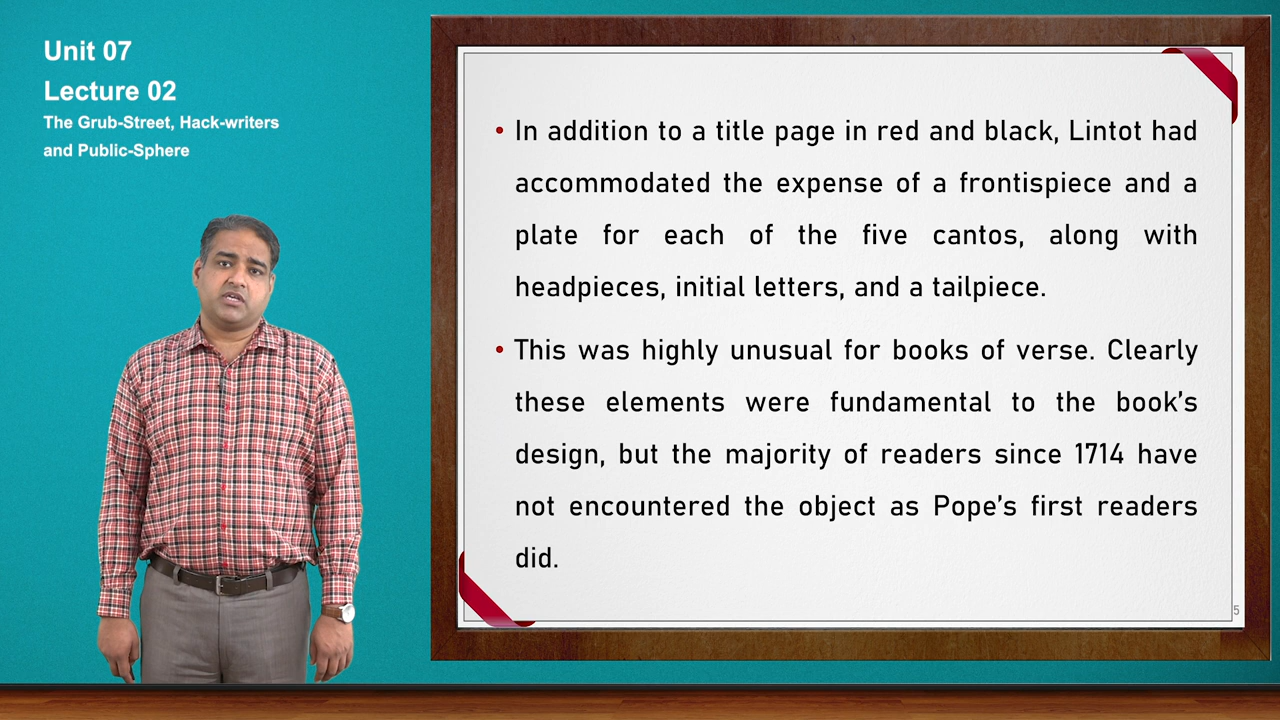 Unit 07
Lecture 02
The Grub-Street, Hack-writers
and Public-Sphere
• In addition to a title page in red and black, Lintot had
accommodated the expense of a frontispiece and a
plate for each of the five cantos, along with
headpieces, initial letters, and a tailpiece.
• This was highly unusual for books of verse. Clearly
these elements were fundamental to the book's
design, but the majority of readers since 1714 have
not encountered the object as Pope's first readers
did.
5